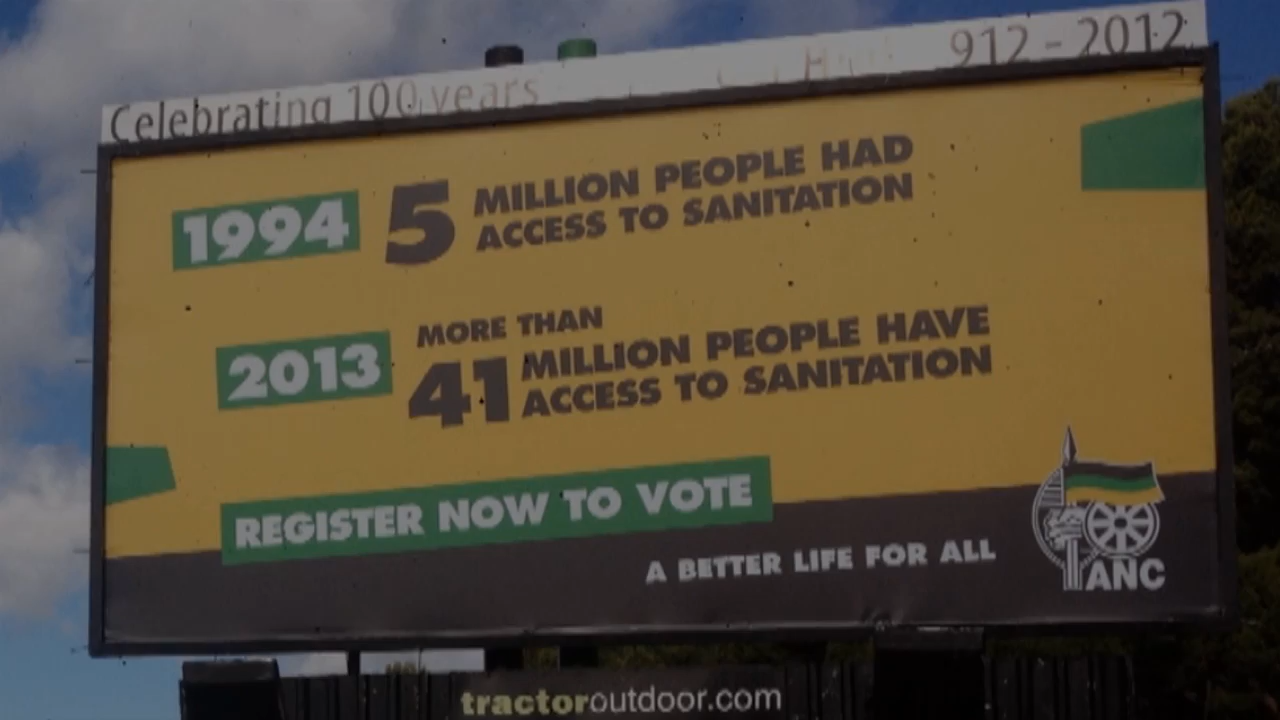 Celebrating 100 years 912 - 2012
1994 5 MILLION PEOPLE HAD
ACCESS TO SANITATION
MORE THAN
2013 41 MILLION PEOPLE HAVE
ACCESS TO SANITATION
REGISTER NOW TO VOTE
A BETTER LIFE FOR ALL
ANC
tractoroutdoor.com